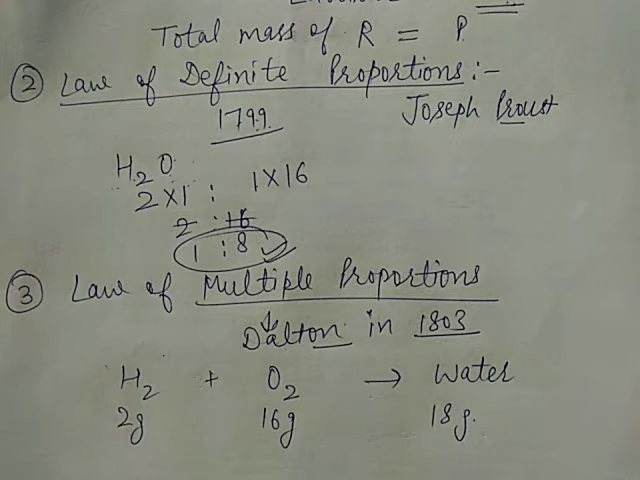 Total mass of R = P
② Law of Definite Proportions :-
1799 Joseph Proust
H2O
2×1 : 1×16
2 : 16
1 : 8 ✓
③ Law of Multiple Proportions
Dalton in 1803
H2 + O2 → Water
2g 16g 18g.